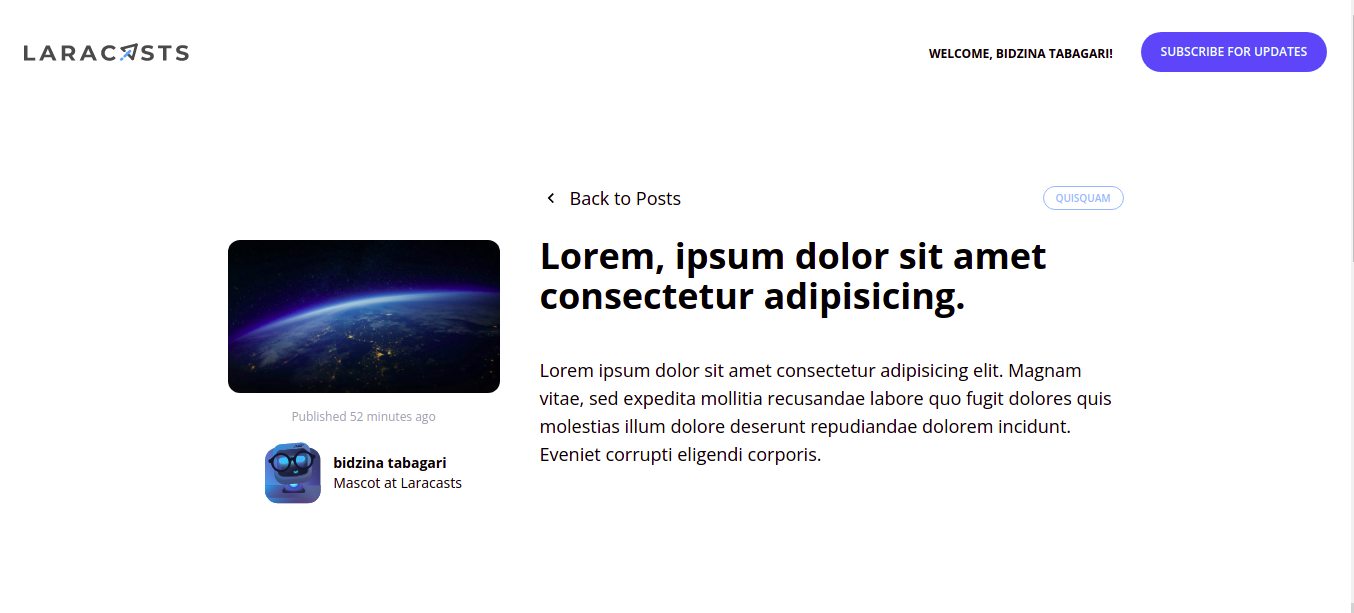 LARACASTS
WELCOME, BIDZINA TABAGARI!
SUBSCRIBE FOR UPDATES
Back to Posts
QUISQUAM
Lorem, ipsum dolor sit amet
consectetur adipisicing.
Lorem ipsum dolor sit amet consectetur adipisicing elit. Magnam
vitae, sed expedita mollitia recusandae labore quo fugit dolores quis
molestias illum dolore deserunt repudiandae dolorem incidunt.
Eveniet corrupti eligendi corporis.
Published 52 minutes ago
bidzina tabagari
Mascot at Laracasts